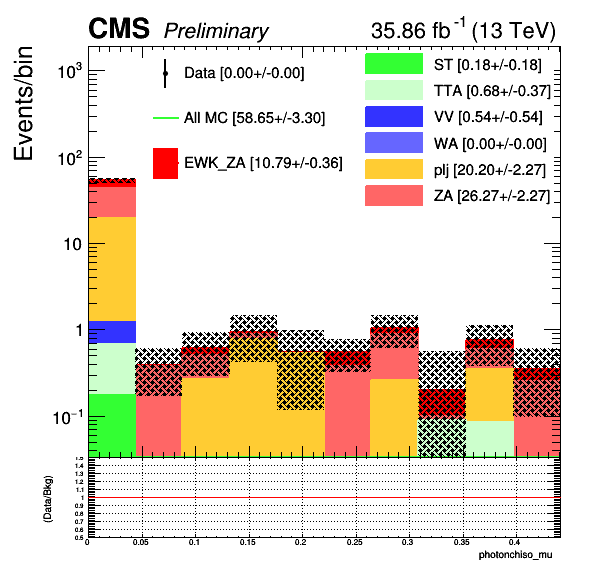 CMS Preliminary 35.86 fb⁻¹ (13 TeV)
Events/bin
10³
10²
10
1
10⁻¹
Data [0.00+/-0.00]
All MC [58.65+/-3.30]
EWK_ZA [10.79+/-0.36]
ST [0.18+/-0.18]
TTA [0.68+/-0.37]
VV [0.54+/-0.54]
WA [0.00+/-0.00]
plj [20.20+/-2.27]
ZA [26.27+/-2.27]
(Data/Bkg)
1.5
1.4
1.3
1.2
1.1
1
0.9
0.8
0.7
0.6
0.5
0 0.05 0.1 0.15 0.2 0.25 0.3 0.35 0.4
photonchiso_mu